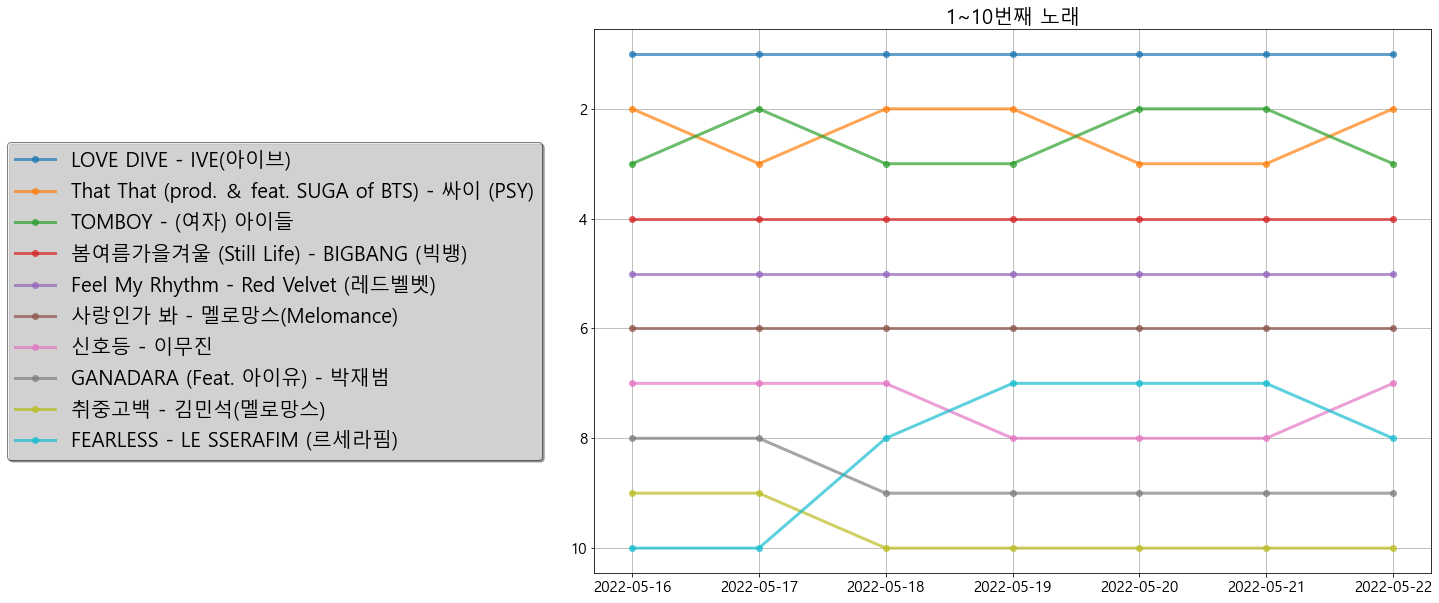 1~10번째 노래
LOVE DIVE - IVE(아이브)
That That (prod. & feat. SUGA of BTS) - 싸이 (PSY)
TOMBOY - (여자) 아이들
봄여름가을겨울 (Still Life) - BIGBANG (빅뱅)
Feel My Rhythm - Red Velvet (레드벨벳)
사랑인가 봐 - 멜로망스(Melomance)
신호등 - 이무진
GANADARA (Feat. 아이유) - 박재범
취중고백 - 김민석(멜로망스)
FEARLESS - LE SSERAFIM (르세라핌)
2
4
6
8
10
2022-05-16 2022-05-17 2022-05-18 2022-05-19 2022-05-20 2022-05-21 2022-05-22